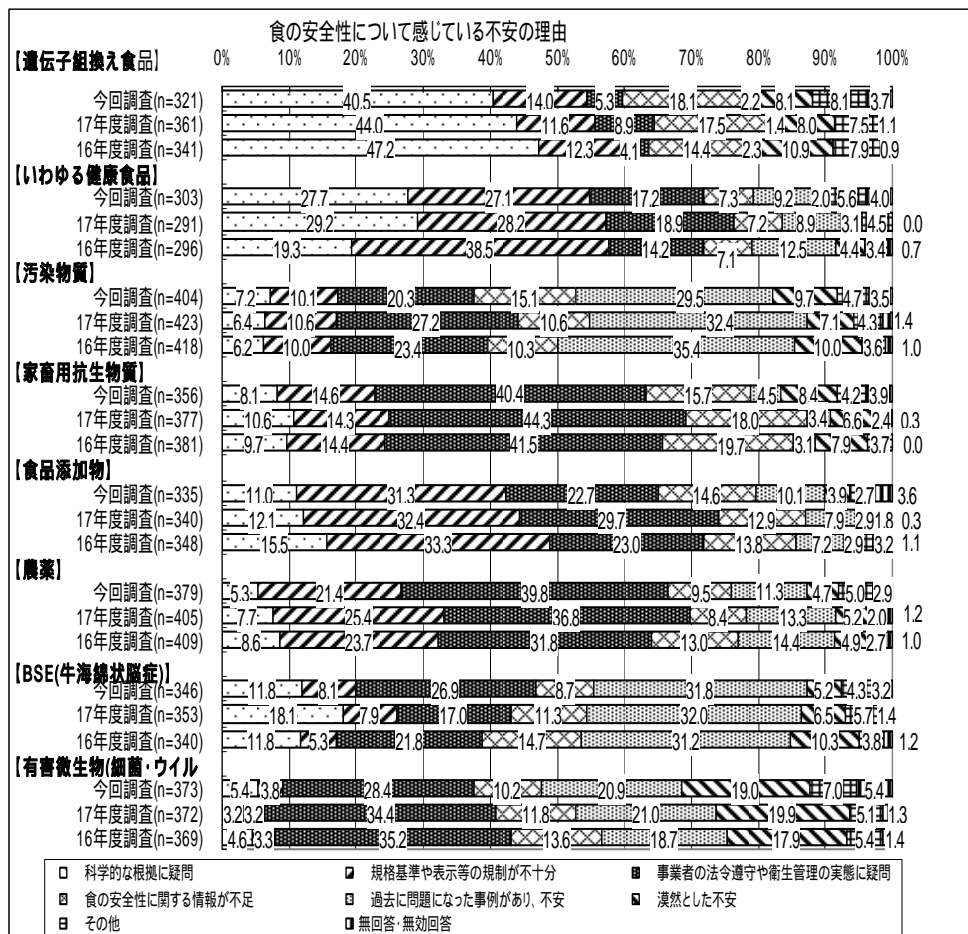 食の安全性について感じている不安の理由
【遺伝子組換え食品】 0% 10% 20% 30% 40% 50% 60% 70% 80% 90% 100%
今回調査(n=321) 40.5 14.0 5.3 18.1 2.2 8.1 8.1 3.7
17年度調査(n=361) 44.0 11.6 8.9 17.5 1.4 8.0 7.5 1.1
16年度調査(n=341) 47.2 12.3 4.1 14.4 2.3 10.9 7.9 0.9
【いわゆる健康食品】
今回調査(n=303) 27.7 27.1 17.2 7.3 9.2 2.0 5.6 4.0
17年度調査(n=291) 29.2 28.2 18.9 7.2 8.9 3.1 4.5 0.0
16年度調査(n=296) 19.3 38.5 14.2 7.1 12.5 4.4 3.4 0.7
【汚染物質】
今回調査(n=404) 7.2 10.1 20.3 15.1 29.5 9.7 4.7 3.5
17年度調査(n=423) 6.4 10.6 27.2 10.6 32.4 7.1 4.3 1.4
16年度調査(n=418) 6.2 10.0 23.4 10.3 35.4 10.0 3.6 1.0
【家畜用抗生物質】
今回調査(n=356) 8.1 14.6 40.4 15.7 4.5 8.4 4.2 3.9
17年度調査(n=377) 10.6 14.3 44.3 18.0 3.4 6.6 2.4 0.3
16年度調査(n=381) 9.7 14.4 41.5 19.7 3.1 7.9 3.7 0.0
【食品添加物】
今回調査(n=335) 11.0 31.3 22.7 14.6 10.1 3.9 2.7 3.6
17年度調査(n=340) 12.1 32.4 29.7 12.9 7.9 2.9 1.8 0.3
16年度調査(n=348) 15.5 33.3 23.0 13.8 7.2 2.9 3.2 1.1
【農薬】
今回調査(n=379) 5.3 21.4 39.8 9.5 11.3 4.7 5.0 2.9
17年度調査(n=405) 7.7 25.4 36.8 8.4 13.3 5.2 2.0 1.2
16年度調査(n=409) 8.6 23.7 31.8 13.0 14.4 4.9 2.7 1.0
【BSE(牛海綿状脳症)】
今回調査(n=346) 11.8 8.1 26.9 8.7 31.8 5.2 4.3 3.2
17年度調査(n=353) 18.1 7.9 17.0 11.3 32.0 6.5 5.7 1.4
16年度調査(n=340) 11.8 5.3 21.8 14.7 31.2 10.3 3.8 1.2
【有害微生物(細菌・ウイル
今回調査(n=373) 5.4 3.8 28.4 10.2 20.9 19.0 7.0 5.4
17年度調査(n=372) 3.2 3.2 34.4 11.8 21.0 19.9 5.1 1.3
16年度調査(n=369) 4.6 3.3 35.2 13.6 18.7 17.9 5.4 1.4
科学的な根拠に疑問 規格基準や表示等の規制が不十分 事業者の法令遵守や衛生管理の実態に疑問
食の安全性に関する情報が不足 過去に問題になった事例があり、不安 漠然とした不安
その他 無回答・無効回答